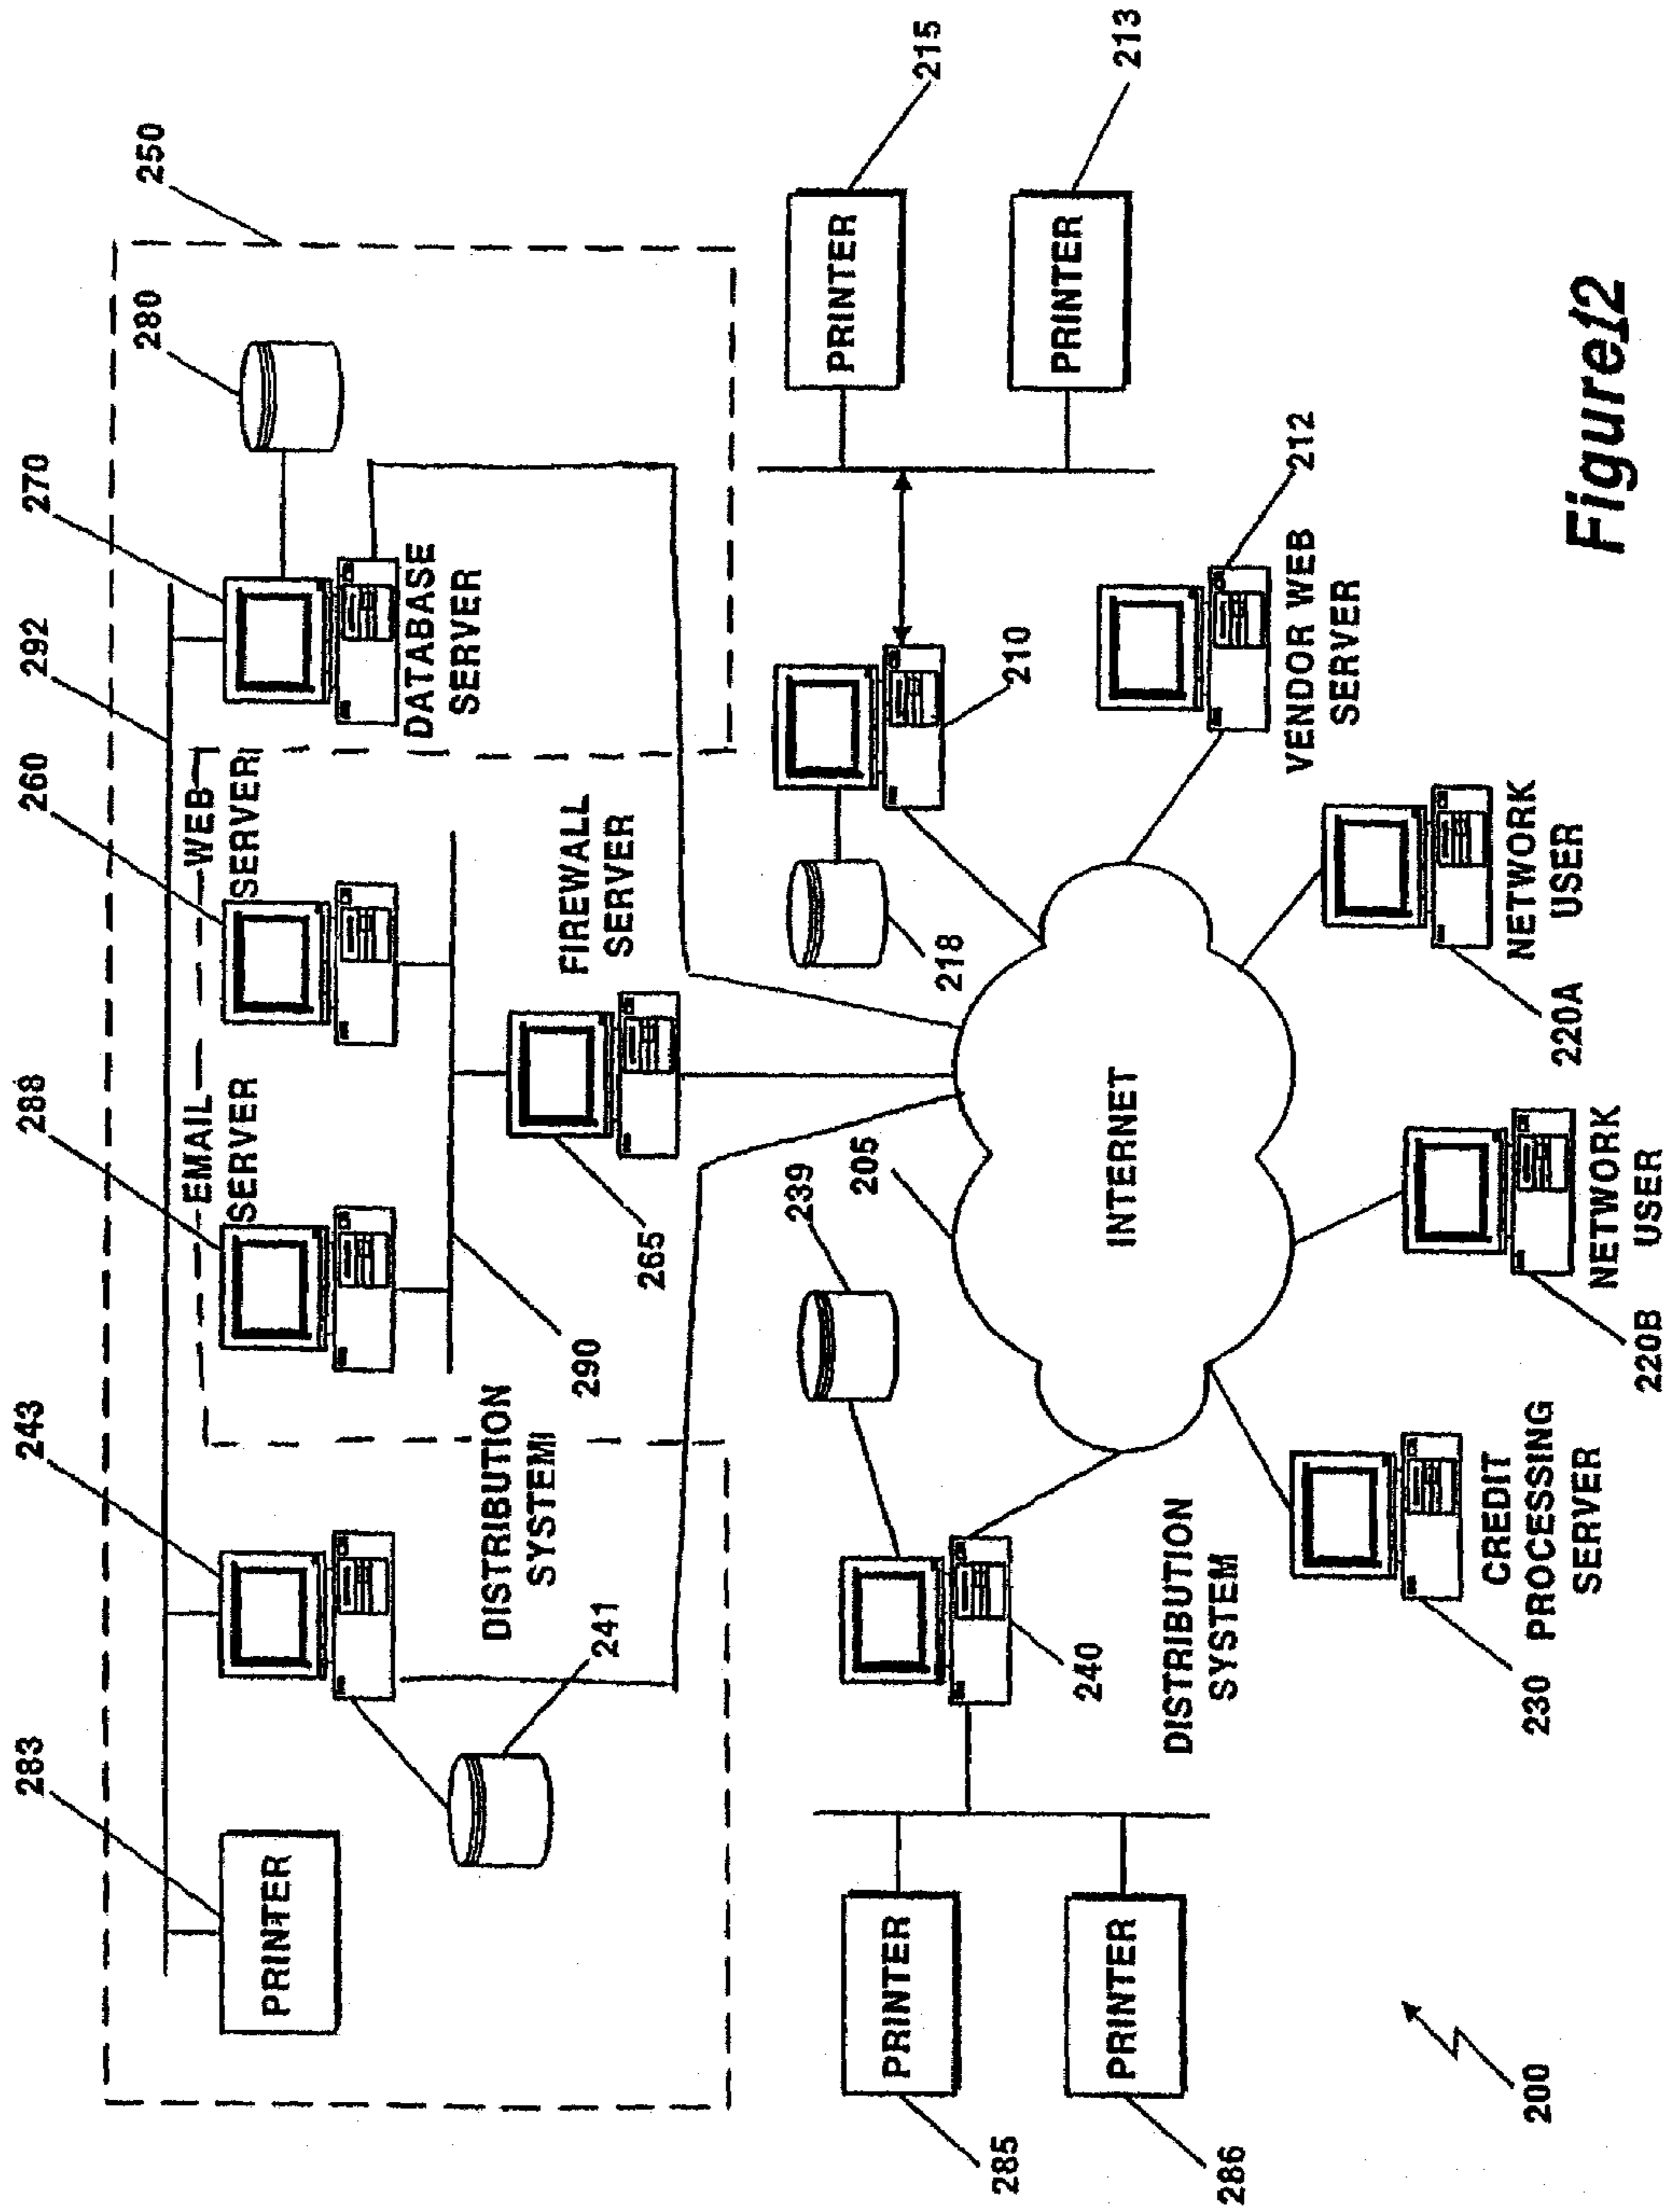 283
243
288
260
292
270
280
250
PRINTER
EMAIL
SERVER
WEB
SERVER
DATABASE
SERVER
DISTRIBUTION
SYSTEM
241
290
265
FIREWALL
SERVER
239
205
218
210
PRINTER
215
PRINTER
213
285
PRINTER
286
PRINTER
240
DISTRIBUTION
SYSTEM
INTERNET
VENDOR WEB
SERVER
212
230
CREDIT
PROCESSING
SERVER
220B
NETWORK
USER
220A
NETWORK
USER
200
Figure12